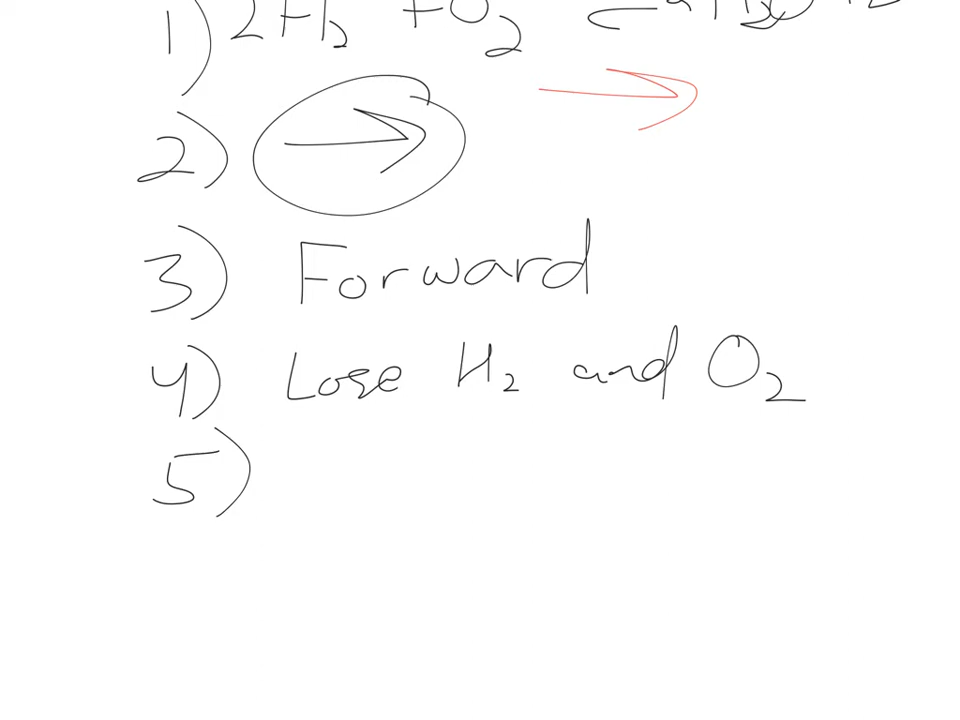 1) 2H₂ + O₂
2) →
3) Forward
4) Lose H₂ and O₂
5)